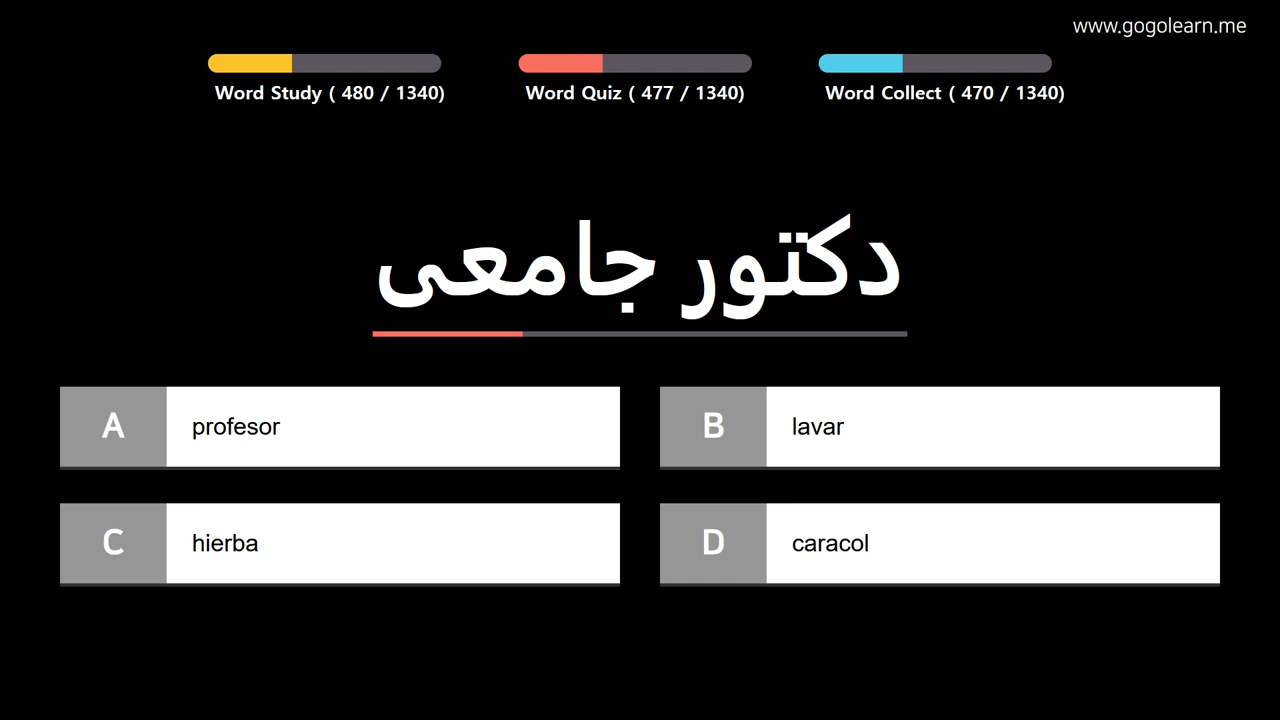 www.gogolearn.me
Word Study ( 480 / 1340)
Word Quiz ( 477 / 1340)
Word Collect ( 470 / 1340)
دكتور جامعى
A profesor
B lavar
C hierba
D caracol